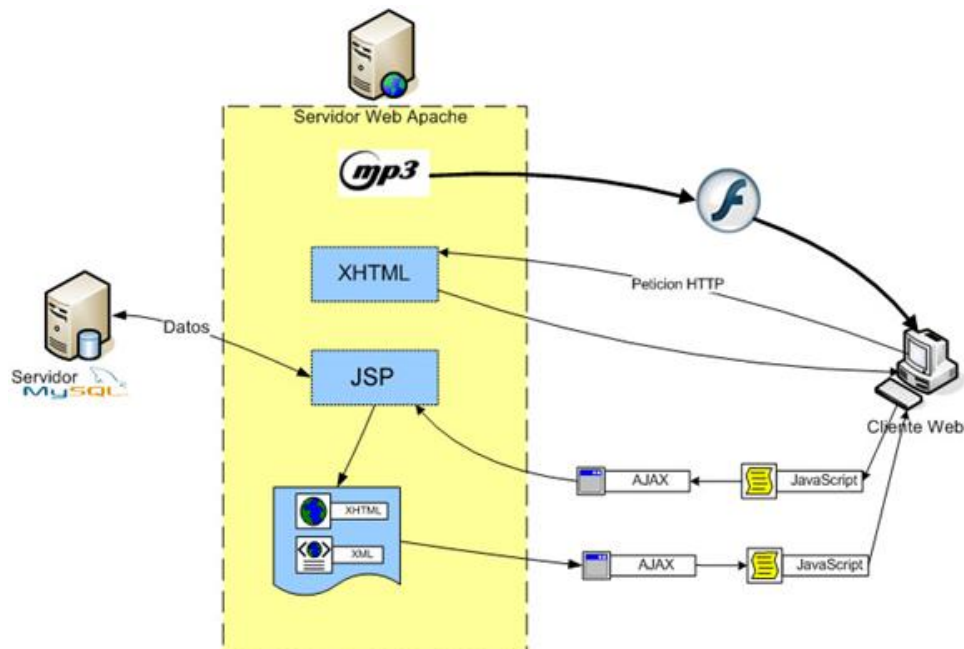 Servidor Web Apache
mp3
XHTML
Peticion HTTP
Datos
JSP
Servidor
MySQL
Cliente Web
AJAX
JavaScript
XHTML
XML
AJAX
JavaScript